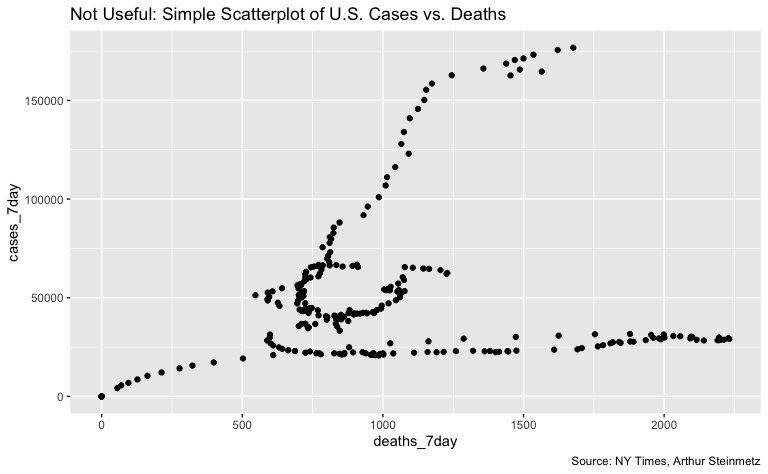 Not Useful: Simple Scatterplot of U.S. Cases vs. Deaths
cases_7day
150000
100000
50000
0
0
500
1000
1500
2000
deaths_7day
Source: NY Times, Arthur Steinmetz